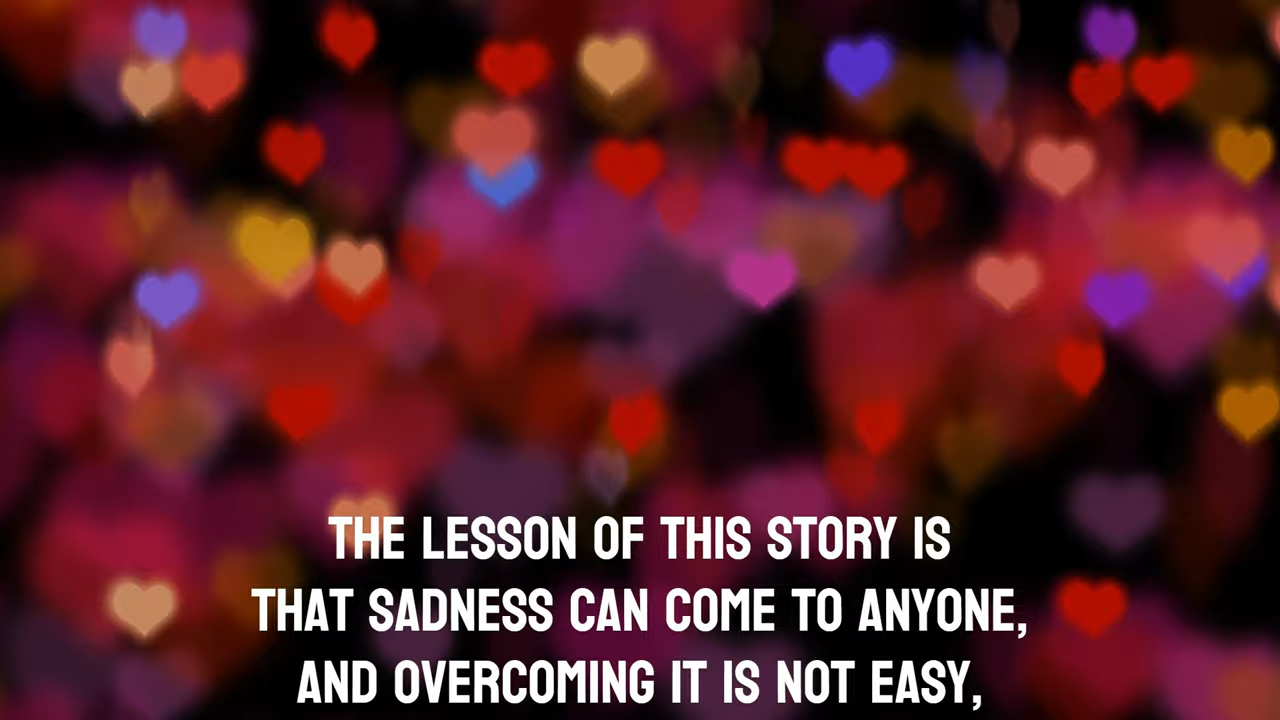 THE LESSON OF THIS STORY IS
THAT SADNESS CAN COME TO ANYONE,
AND OVERCOMING IT IS NOT EASY,